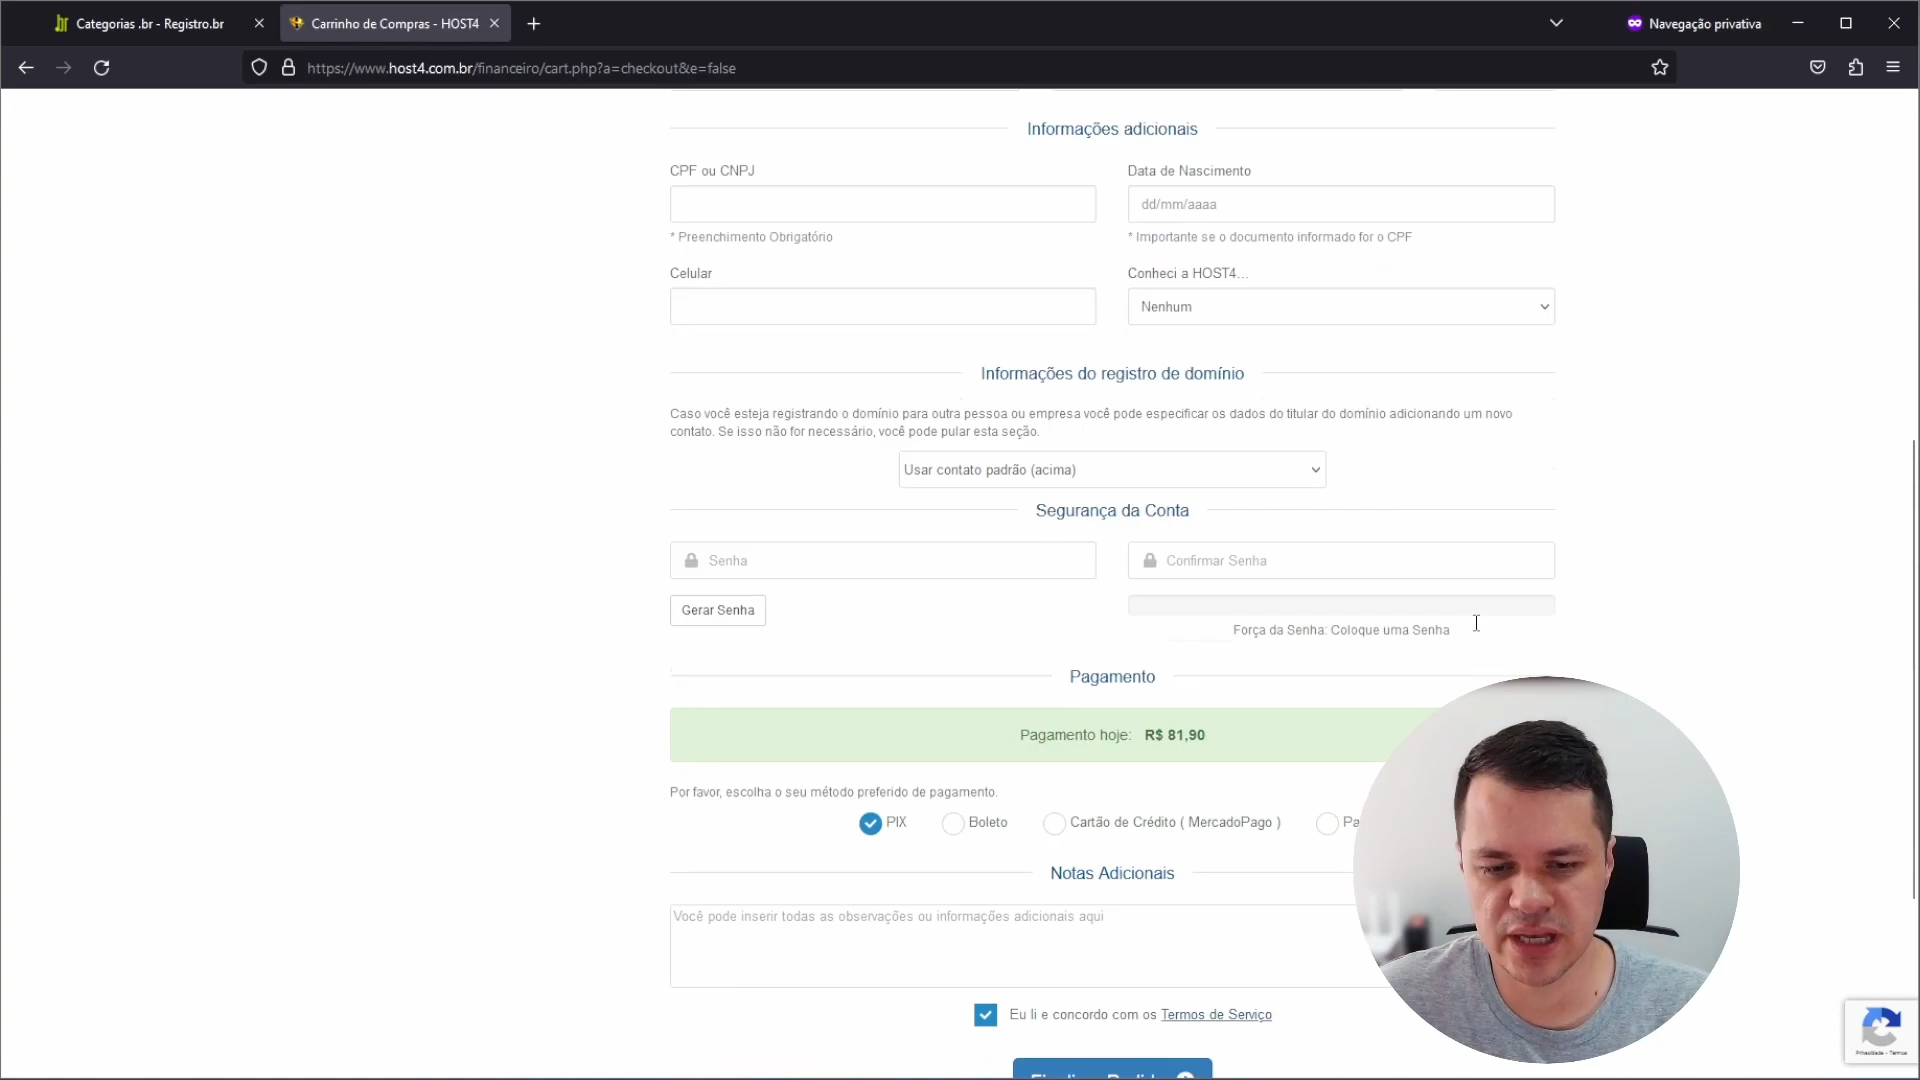 Categorias .br - Registro.br
Carrinho de Compras - HOST4
Navegação privativa
https://www.host4.com.br/financeiro/cart.php?a=checkout&e=false
Informações adicionais
CPF ou CNPJ
Data de Nascimento
dd/mm/aaaa
* Preenchimento Obrigatório
* Importante se o documento informado for o CPF
Celular
Conheci a HOST4...
Nenhum
Informações do registro de domínio
Caso você esteja registrando o domínio para outra pessoa ou empresa você pode especificar os dados do titular do domínio adicionando um novo
contato. Se isso não for necessário, você pode pular esta seção.
Usar contato padrão (acima)
Segurança da Conta
Senha
Confirmar Senha
Gerar Senha
Força da Senha: Coloque uma Senha
Pagamento
Pagamento hoje: R$ 81,90
Por favor, escolha o seu método preferido de pagamento.
PIX
Boleto
Cartão de Crédito ( MercadoPago )
Pa
Notas Adicionais
Você pode inserir todas as observações ou informações adicionais aqui
Eu li e concordo com os Termos de Serviço
Privacidade - Termos